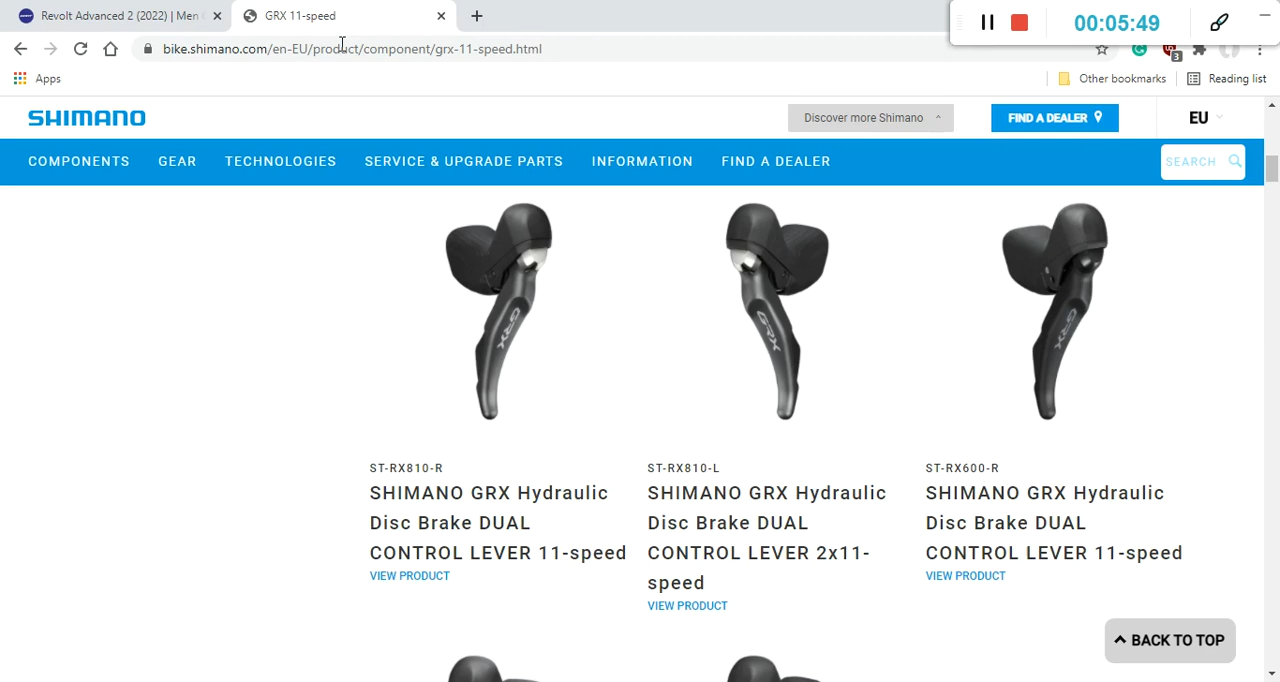 Revolt Advanced 2 (2022) | Men
GRX 11-speed
00:05:49
bike.shimano.com/en-EU/product/component/grx-11-speed.html
3
Apps
Other bookmarks
Reading list
SHIMANO
Discover more Shimano
FIND A DEALER
EU
COMPONENTS
GEAR
TECHNOLOGIES
SERVICE & UPGRADE PARTS
INFORMATION
FIND A DEALER
SEARCH
GRX
GRX
GRX
ST-RX810-R
SHIMANO GRX Hydraulic
Disc Brake DUAL
CONTROL LEVER 11-speed
VIEW PRODUCT
ST-RX810-L
SHIMANO GRX Hydraulic
Disc Brake DUAL
CONTROL LEVER 2x11-
speed
VIEW PRODUCT
ST-RX600-R
SHIMANO GRX Hydraulic
Disc Brake DUAL
CONTROL LEVER 11-speed
VIEW PRODUCT
BACK TO TOP